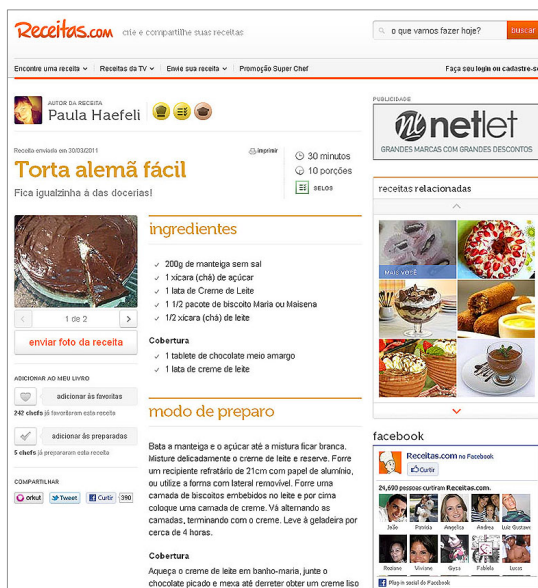 Receitas.com crie e compartilhe suas receitas
o que vamos fazer hoje? buscar
Encontre uma receita Receitas da TV Envie sua receita Promoção Super Chef
Faça seu login ou cadastre-se
AUTOR DA RECEITA
Paula Haefeli
Receita enviada em 30/03/2011
imprimir
Torta alemã fácil
Fica igualzinha à das docerias!
30 minutos
10 porções
SELOS
1 de 2
enviar foto da receita
ADICIONAR AO MEU LIVRO
adicionar às favoritas
242 chefs já favoritaram esta receita
adicionar às preparadas
5 chefs já prepararam esta receita
COMPARTILHAR
orkut Tweet Curtir 390
ingredientes
200g de manteiga sem sal
1 xícara (chá) de açúcar
1 lata de Creme de Leite
1 1/2 pacote de biscoito Maria ou Maisena
1/2 xícara (chá) de leite
Cobertura
1 tablete de chocolate meio amargo
1 lata de creme de leite
modo de preparo
Bata a manteiga e o açúcar até a mistura ficar branca.
Misture delicadamente o creme de leite e reserve. Forre
um recipiente refratário de 21cm com papel de alumínio,
ou utilize a forma com lateral removível. Forre uma
camada de biscoitos embebidos no leite e por cima
coloque uma camada de creme. Vá alternando as
camadas, terminando com o creme. Leve à geladeira por
cerca de 4 horas.
Cobertura
Aqueça o creme de leite em banho-maria, junte o
chocolate picado e mexa até derreter obter um creme liso
PUBLICIDADE
netlet
GRANDES MARCAS COM GRANDES DESCONTOS
receitas relacionadas
MAIS VOCÊ
facebook
Receitas.com no Facebook
Curtir
24,690 pessoas curtiram Receitas.com.
João Patrícia Angelica Andrea Luiz Gustavo
Rozane Viviane Gyza Fabiela Lucas
Plug-in social do Facebook